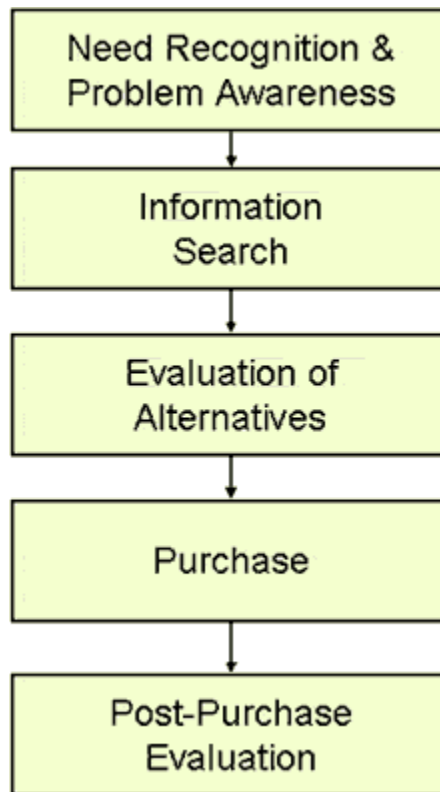 Need Recognition &
Problem Awareness
Information
Search
Evaluation of
Alternatives
Purchase
Post-Purchase
Evaluation